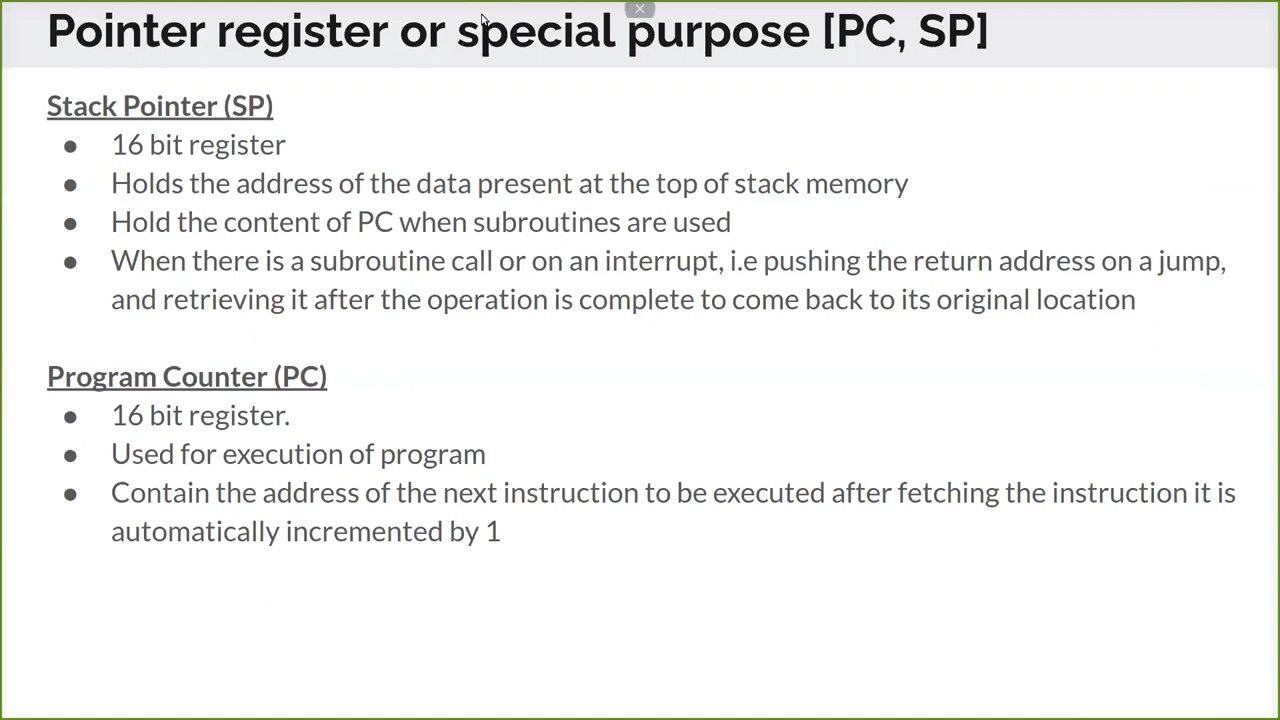 Pointer register or special purpose [PC, SP]
Stack Pointer (SP)
● 16 bit register
● Holds the address of the data present at the top of stack memory
● Hold the content of PC when subroutines are used
● When there is a subroutine call or on an interrupt, i.e pushing the return address on a jump,
and retrieving it after the operation is complete to come back to its original location
Program Counter (PC)
● 16 bit register.
● Used for execution of program
● Contain the address of the next instruction to be executed after fetching the instruction it is
automatically incremented by 1